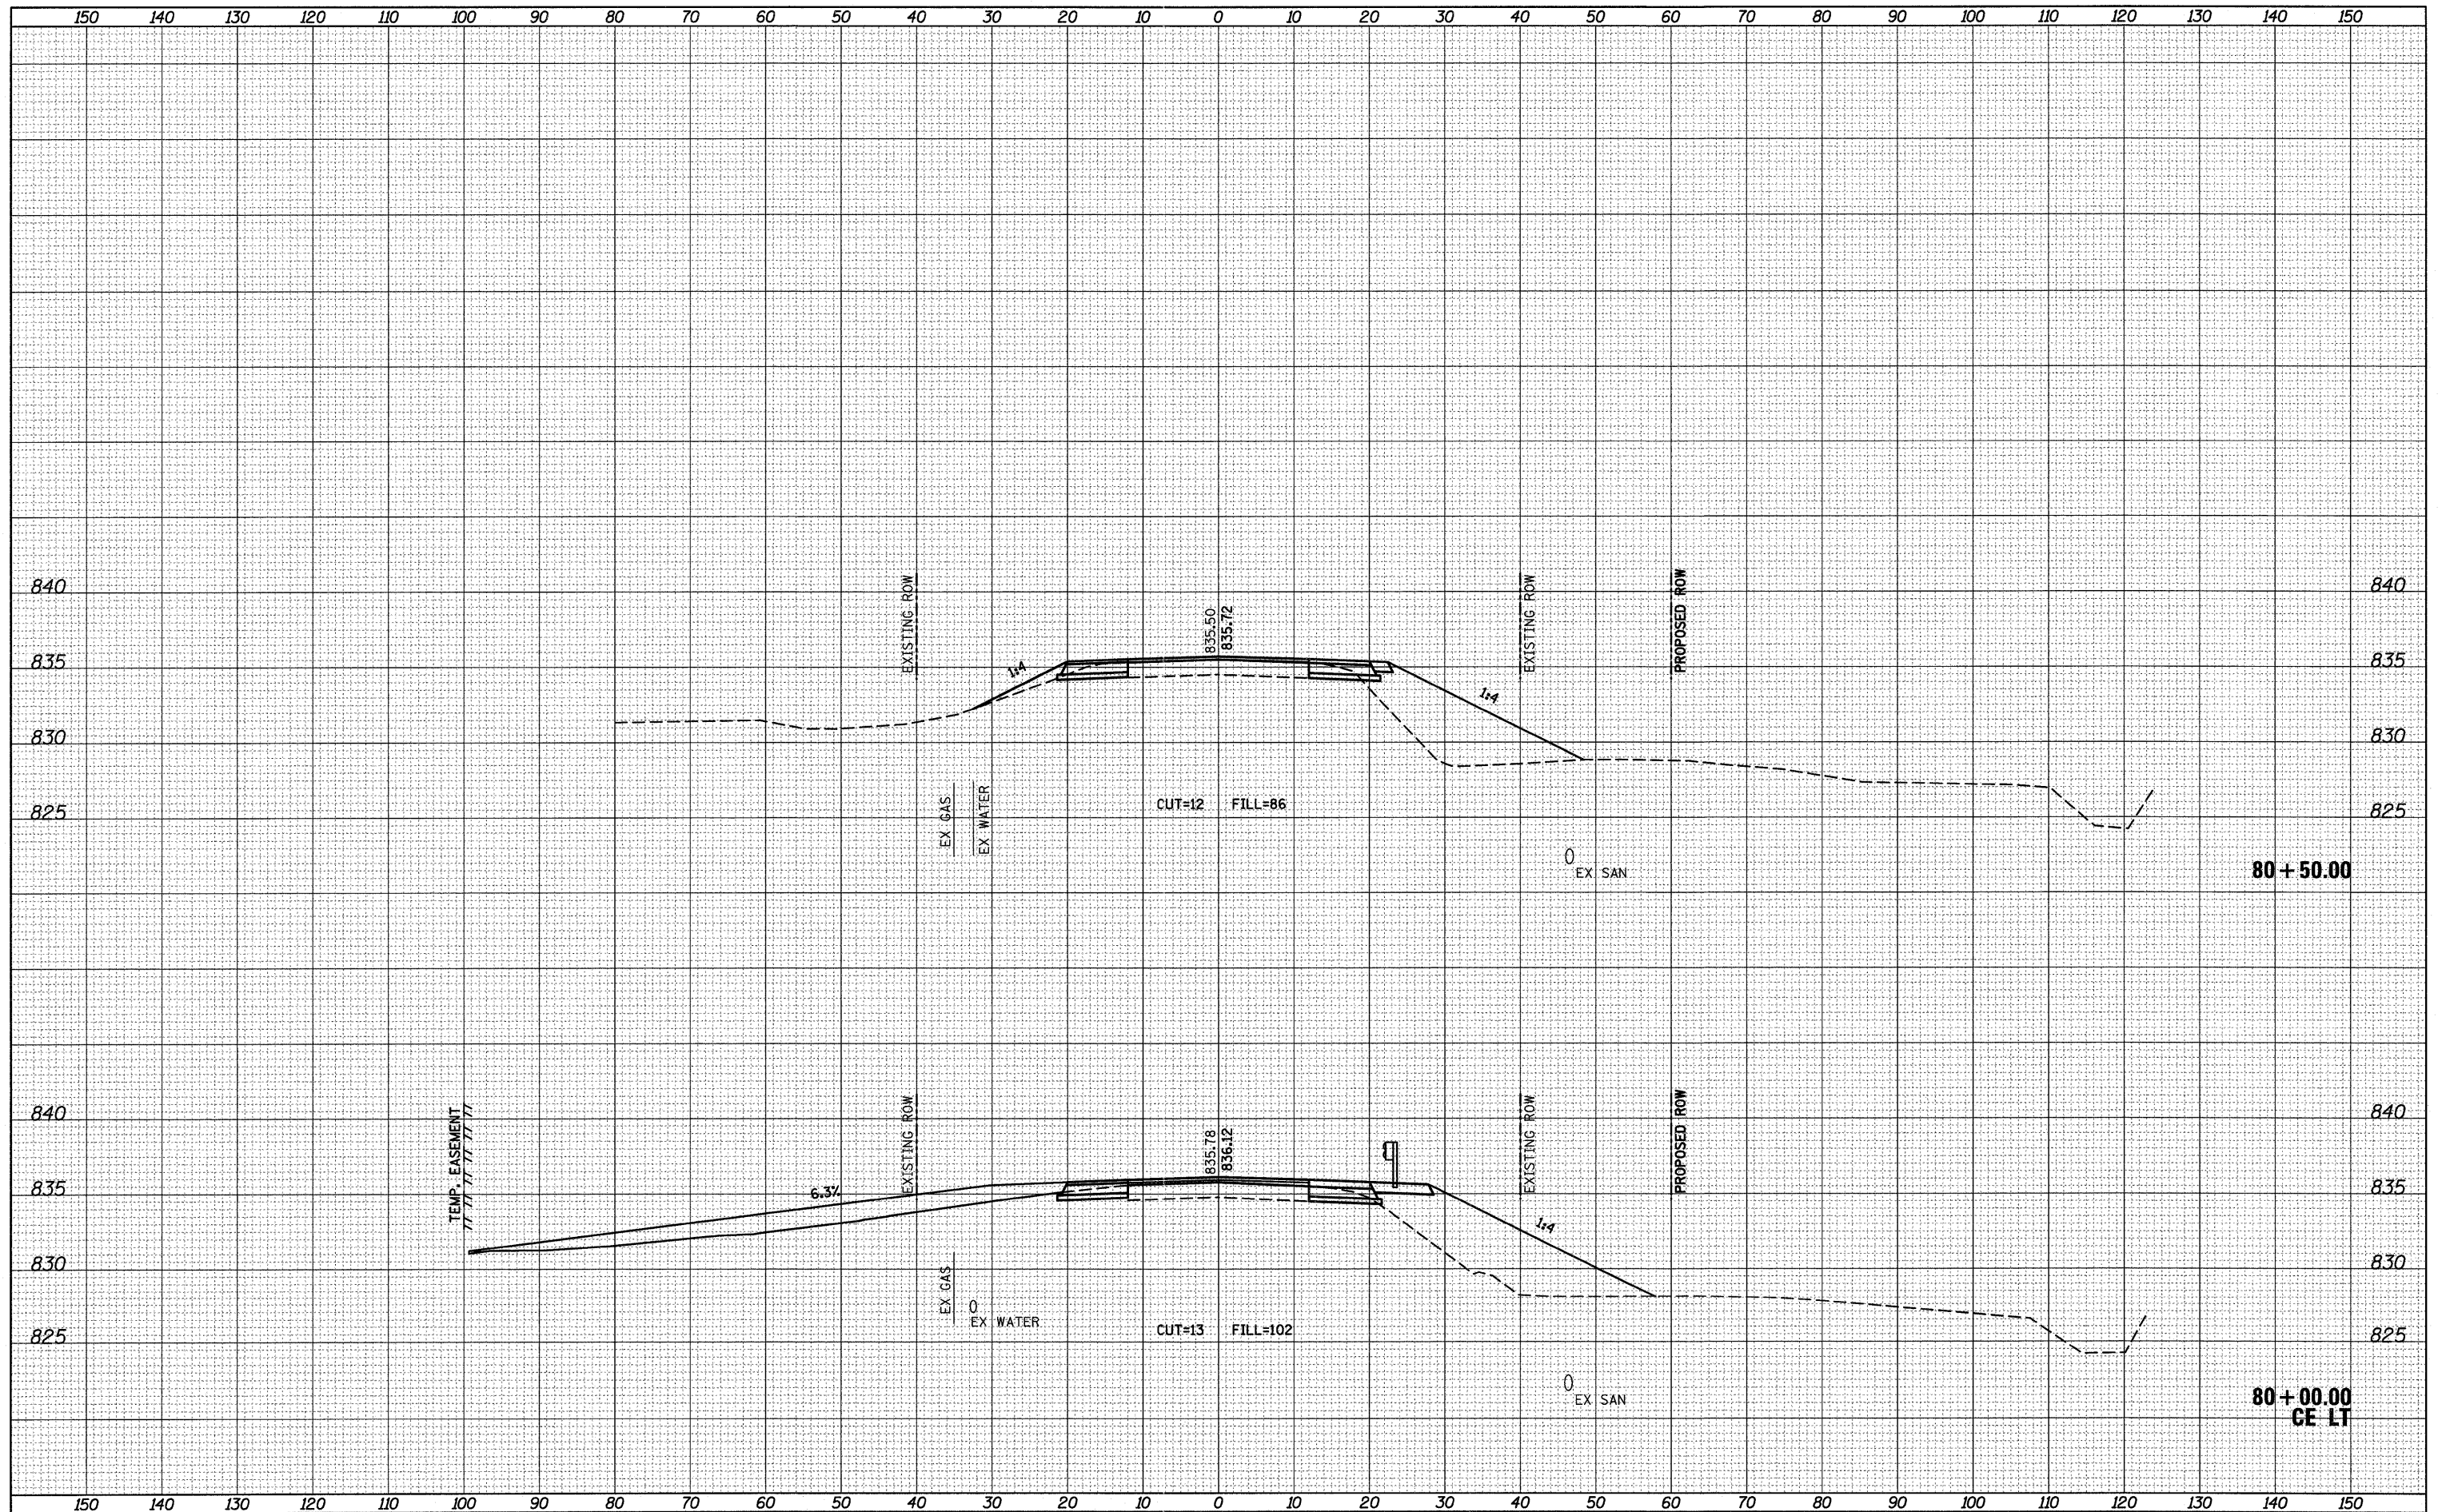 150 140 130 120 110 100 90 80 70 60 50 40 30 20 10 0 10 20 30 40 50 60 70 80 90 100 110 120 130 140 150
840
EXISTING ROW
835.50
835.72
EXISTING ROW
PROPOSED ROW
840
835
1:4
1:4
835
830
830
825
EX GAS
EX WATER
CUT=12 FILL=86
825
EX SAN
80+50.00
840
TEMP. EASEMENT
EXISTING ROW
835.78
836.12
EXISTING ROW
PROPOSED ROW
840
835
6.3%
1:4
835
830
830
EX GAS
EX WATER
825
CUT=13 FILL=102
825
EX SAN
80+00.00
CE LT
150 140 130 120 110 100 90 80 70 60 50 40 30 20 10 0 10 20 30 40 50 60 70 80 90 100 110 120 130 140 150